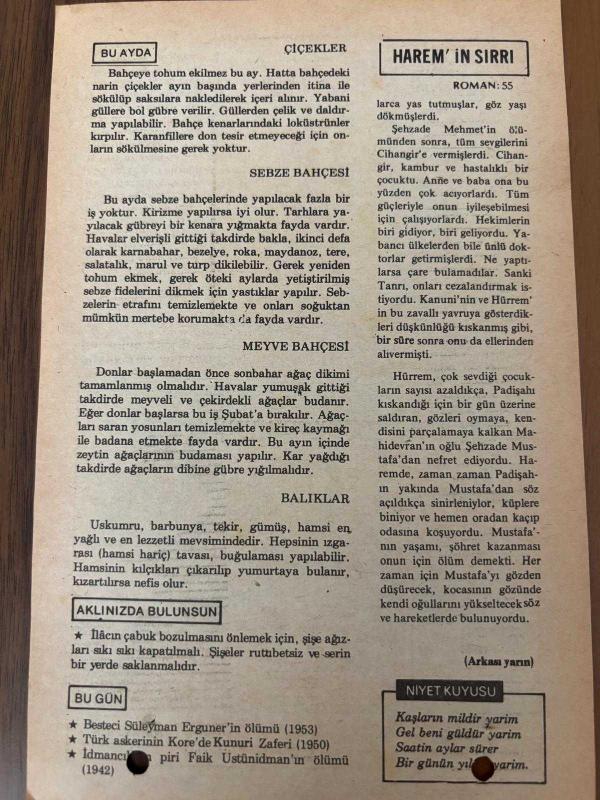 BU AYDA
ÇİÇEKLER
Bahçeye tohum ekilmez bu ay. Hatta bahçedeki
narin çiçekler ayın başında yerlerinden itina ile
sökülüp saksılara nakledilerek içeri alınır. Yabani
güllere bol gübre verilir. Güllerden çelik ve daldır-
ma yapılabilir. Bahçe kenarlarındaki loküstrünler
kırpılır. Karanfillere don tesir etmeyeceği için on-
ların sökülmesine gerek yoktur.
SEBZE BAHÇESİ
Bu ayda sebze bahçelerinde yapılacak fazla bir
iş yoktur. Kirizme yapılırsa iyi olur. Tarhlara ya-
yılacak gübreyi bir kenara yığmakta fayda vardır.
Havalar elverişli gittiği takdirde bakla, ikinci defa
olarak karnabahar, bezelye, roka, maydanoz, tere,
salatalık, marul ve turp dikilebilir. Gerek yeniden
tohum ekmek, gerek öteki aylarda yetiştirilmiş
sebze fidelerini dikmek için yastıklar yapılır. Seb-
zelerin etrafını temizlemekte ve onları soğuktan
mümkün mertebe korumakta da fayda vardır.
MEYVE BAHÇESİ
Donlar başlamadan önce sonbahar ağaç dikimi
tamamlanmış olmalıdır. Havalar yumuşak gittiği
takdirde meyveli ve çekirdekli ağaçlar budanır.
Eğer donlar başlarsa bu iş Şubat'a bırakılır. Ağaç-
ları saran yosunları temizlemekte ve kireç kaymağı
ile badana etmekte fayda vardır. Bu ayın içinde
zeytin ağaçlarının budaması yapılır. Kar yağdığı
takdirde ağaçların dibine gübre yığılmalıdır.
BALIKLAR
Uskumru, barbunya, tekir, gümüş, hamsi en
yağlı ve en lezzetli mevsimindedir. Hepsinin ızga-
rası (hamsi hariç) tavası, buğulaması yapılabilir.
Hamsinin kılçıkları çıkarılıp yumurtaya bulanır,
kızartılırsa nefis olur.
AKLINIZDA BULUNSUN
★ İlâcın çabuk bozulmasını önlemek için, şişe ağız-
ları sıkı sıkı kapatılmalı. Şişeler rutubetsiz ve serin
bir yerde saklanmalıdır.
BU GÜN
★ Besteci Süleyman Erguner'in ölümü (1953)
★ Türk askerinin Kore'de Kunuri Zaferi (1950)
★ piri Faik Üstünidman'ın ölümü
(1942)
HAREM' İN SIRRI
ROMAN: 55
larca yas tutmuşlar, göz yaşı
dökmüşlerdi.
Şehzade Mehmet'in ölü-
münden sonra, tüm sevgilerini
Cihangir'e vermişlerdi. Cihan-
gir, kambur ve hastalıklı bir
çocuktu. Anne ve baba ona bu
yüzden çok acıyorlardı. Tüm
güçleriyle onun iyileşebilmesi
için çalışıyorlardı. Hekimlerin
biri gidiyor, biri geliyordu. Ya-
bancı ülkelerden bile ünlü dok-
torlar getirmişlerdi. Ne yaptı-
larsa çare bulamadılar. Sanki
Tanrı, onları cezalandırmak is-
tiyordu. Kanuni'nin ve Hürrem'
in bu zavallı yavruya gösterdik-
leri düşkünlüğü kıskanmış gibi,
bir süre sonra onu da ellerinden
alıvermişti.
Hürrem, çok sevdiği çocuk-
ların sayısı azaldıkça, Padişahı
kıskandığı için bir gün üzerine
saldıran, gözleri oymaya, ken-
disini parçalamaya kalkan Ma-
hidevran'ın oğlu Şehzade Mus-
tafa'dan nefret ediyordu. Ha-
remde, zaman zaman Padişah-
ın yakında Mustafa'dan söz
açıldıkça sinirleniylor, küplere
biniyor ve hemen oradan kaçıp
odasına koşuyordu. Mustafa'-
nın yaşamı, şöhret kazanması
onun için ölüm demekti. Her
zaman için Mustafa'yı gözden
düşürecek, kocasının gözünde
kendi oğullarını yükseltecek söz
ve hareketlerde bulunuyordu.
(Arkası yarın)
NİYET KUYUSU
Kaşların mildir yarim
Gel beni güldür yarim
Saatin aylar sürer
Bir günün yarim.